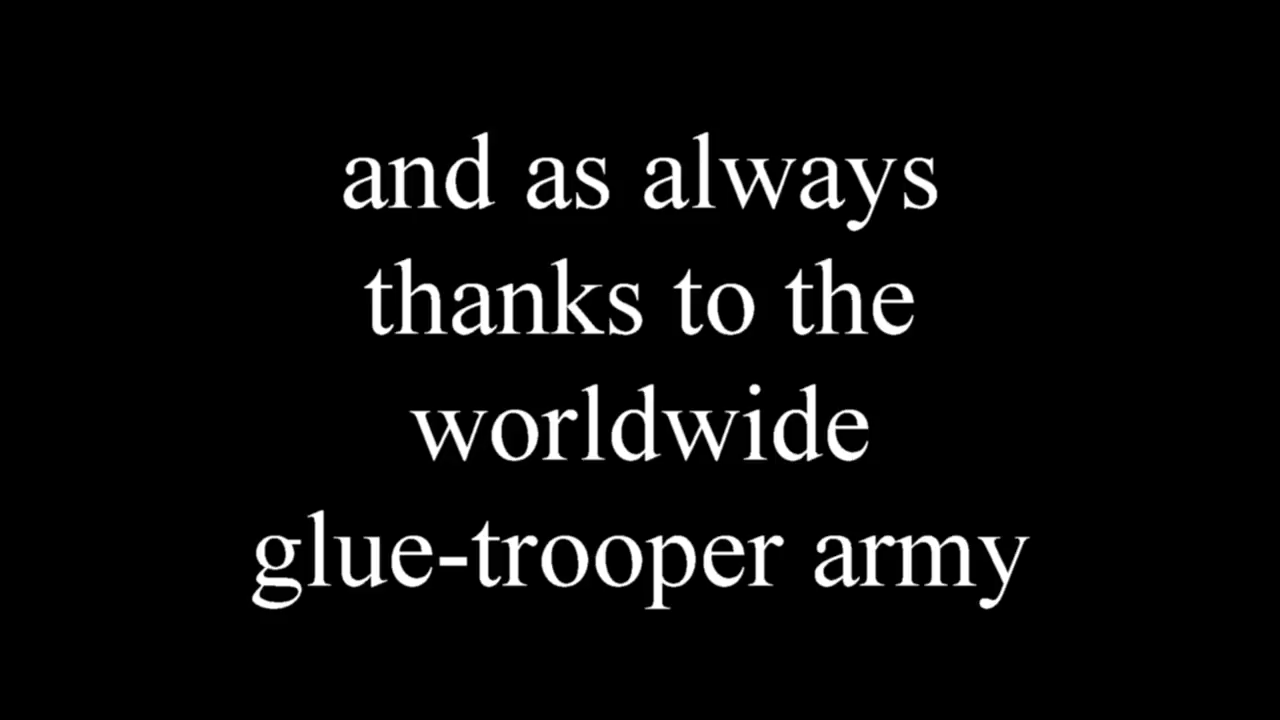 and as always
thanks to the
worldwide
glue-trooper army